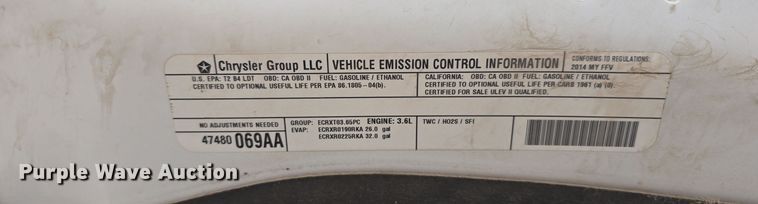 Chrysler Group LLC VEHICLE EMISSION CONTROL INFORMATION CONFORMS TO REGULATIONS:
2014 MY FFV
U.S. EPA: T2 B4 LDT OBD: CA OBD II FUEL: GASOLINE / ETHANOL
CERTIFIED TO OPTIONAL USEFUL LIFE PER EPA 86.1805-04(b).
CALIFORNIA: OBD: CA OBD II FUEL: GASOLINE / ETHANOL
CERTIFIED TO OPTIONAL USEFUL LIFE PER CARB 1961 (a) (8).
CERTIFIED FOR SALE ULEV II QUALIFIED.
NO ADJUSTMENTS NEEDED
47480 069AA
GROUP: ECRXT03.65PC ENGINE: 3.6L
EVAP: ECRXR0190RKA 26.0 gal
ECRXR0225RKA 32.0 gal
TWC / HO2S / SFI
Purple Wave Auction